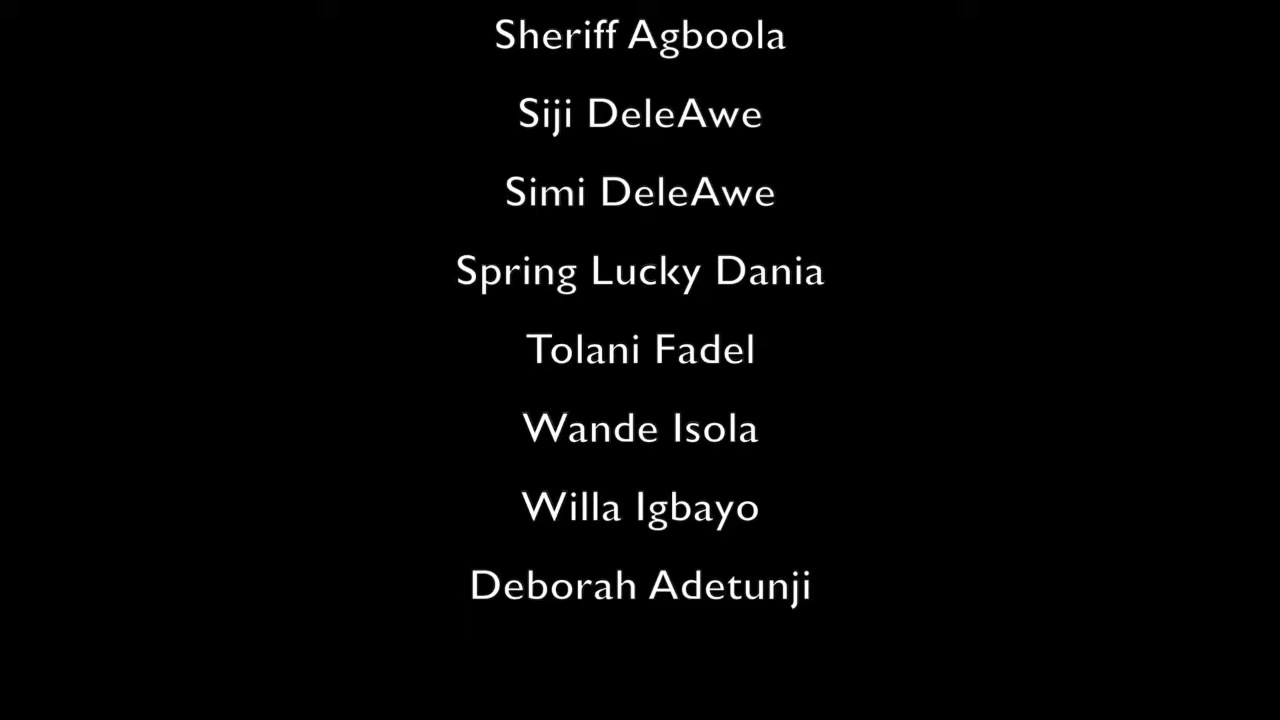 Sheriff Agboola
Siji DeleAwe
Simi DeleAwe
Spring Lucky Dania
Tolani Fadel
Wande Isola
Willa Igbayo
Deborah Adetunji